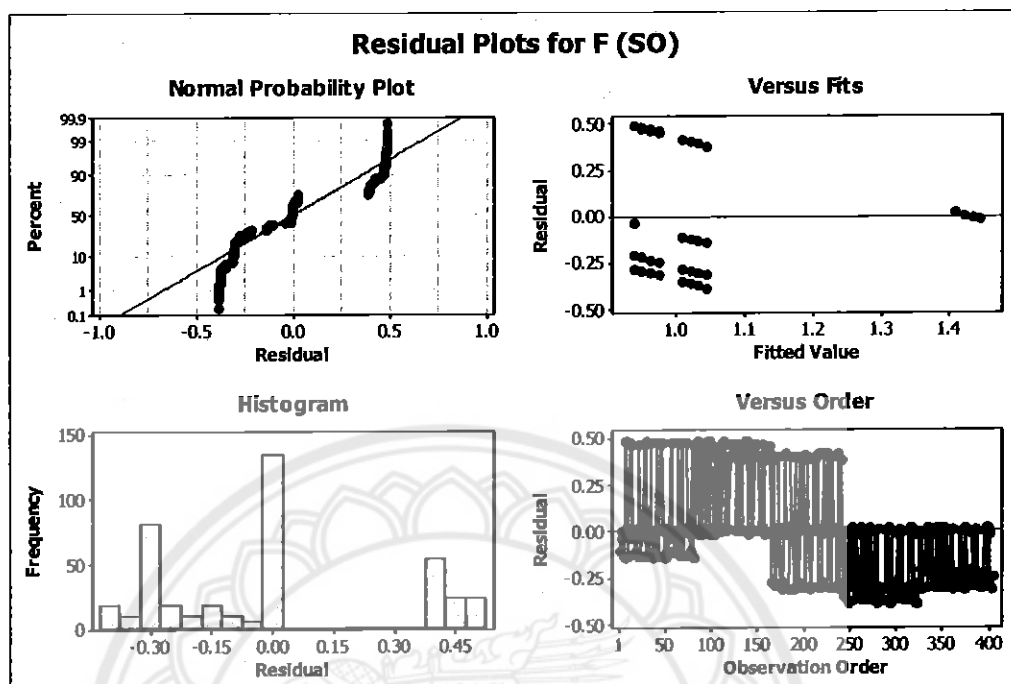 Residual Plots for F (SO)
Normal Probability Plot
Percent
99.9
99
90
50
10
1
0.1
-1.0 -0.5 0.0 0.5 1.0
Residual
Versus Fits
Residual
0.50
0.25
0.00
-0.25
-0.50
1.0 1.1 1.2 1.3 1.4
Fitted Value
Histogram
Frequency
150
100
50
0
-0.30 -0.15 0.00 0.15 0.30 0.45
Residual
Versus Order
Residual
0.50
0.25
0.00
-0.25
-0.50
1 50 100 150 200 250 300 350 400
Observation Order